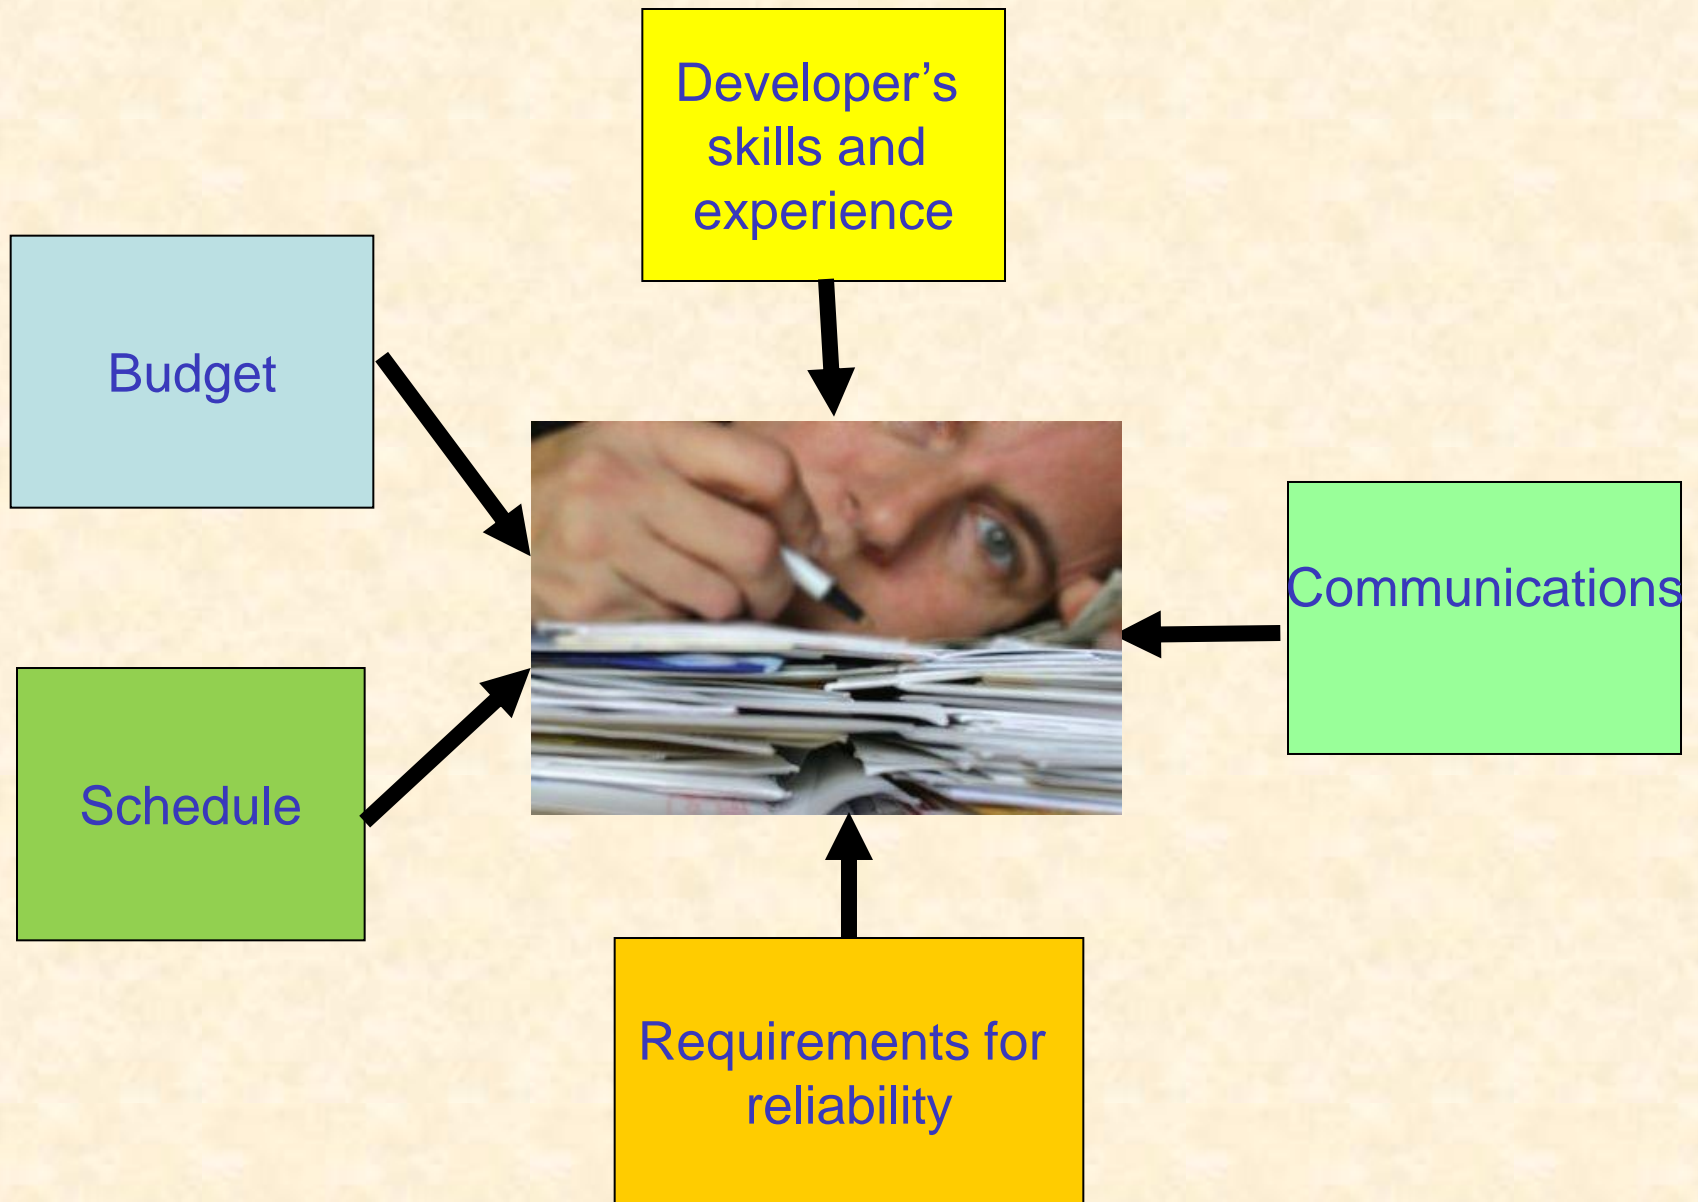 Developer’s
skills and
experience
Budget
Communications
Schedule
Requirements for
reliability